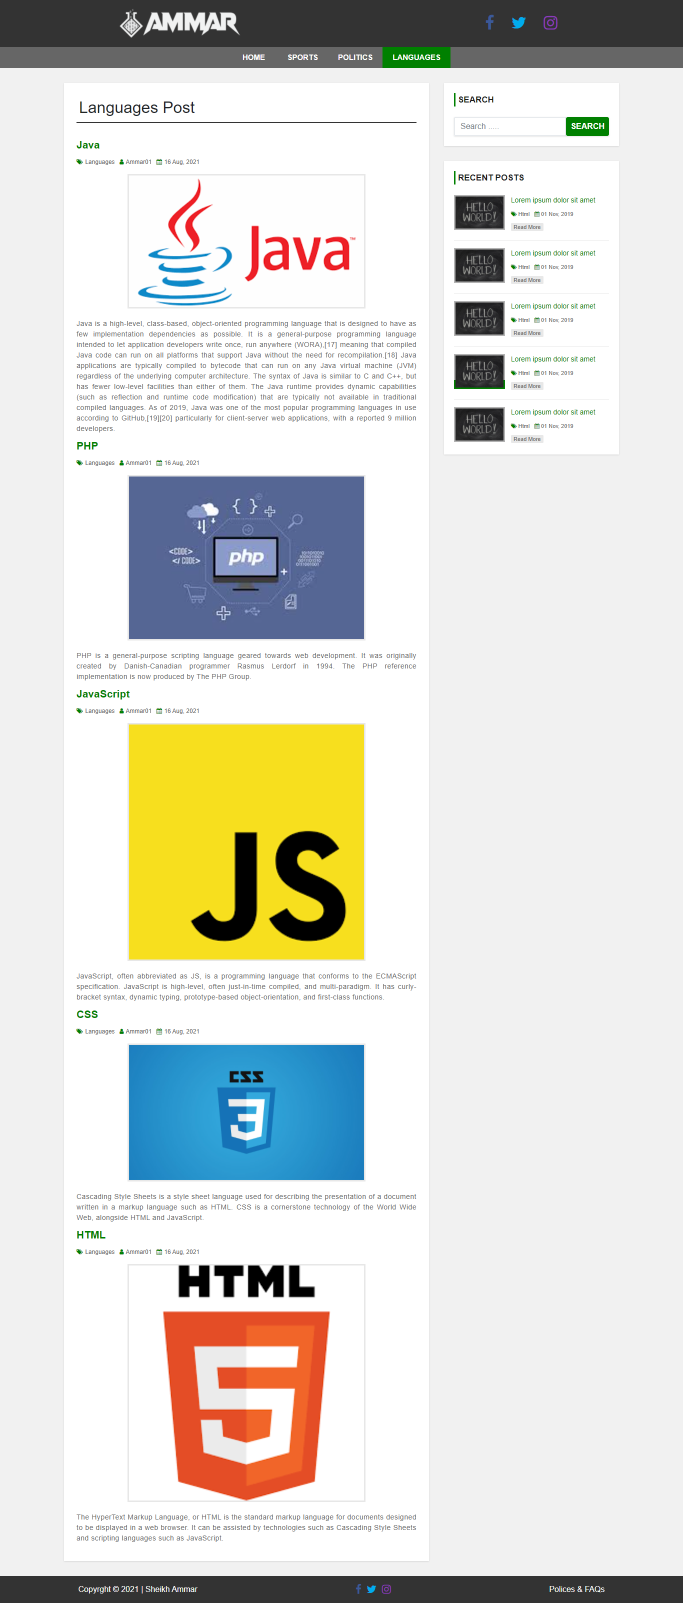 AMMAR
HOME SPORTS POLITICS LANGUAGES
Languages Post
Java
Languages Ammar01 16 Aug, 2021
Java™
Java is a high-level, class-based, object-oriented programming language that is designed to have as
few implementation dependencies as possible. It is a general-purpose programming language
intended to let application developers write once, run anywhere (WORA),[17] meaning that compiled
Java code can run on all platforms that support Java without the need for recompilation.[18] Java
applications are typically compiled to bytecode that can run on any Java virtual machine (JVM)
regardless of the underlying computer architecture. The syntax of Java is similar to C and C++, but
has fewer low-level facilities than either of them. The Java runtime provides dynamic capabilities
(such as reflection and runtime code modification) that are typically not available in traditional
compiled languages. As of 2019, Java was one of the most popular programming languages in use
according to GitHub,[19][20] particularly for client-server web applications, with a reported 9 million
developers.
PHP
Languages Ammar01 16 Aug, 2021
{ }
<CODE>
</ CODE>
php
PHP is a general-purpose scripting language geared towards web development. It was originally
created by Danish-Canadian programmer Rasmus Lerdorf in 1994. The PHP reference
implementation is now produced by The PHP Group.
JavaScript
Languages Ammar01 16 Aug, 2021
JS
JavaScript, often abbreviated as JS, is a programming language that conforms to the ECMAScript
specification. JavaScript is high-level, often just-in-time compiled, and multi-paradigm. It has curly-
bracket syntax, dynamic typing, prototype-based object-orientation, and first-class functions.
CSS
Languages Ammar01 16 Aug, 2021
CSS
3
Cascading Style Sheets is a style sheet language used for describing the presentation of a document
written in a markup language such as HTML. CSS is a cornerstone technology of the World Wide
Web, alongside HTML and JavaScript.
HTML
Languages Ammar01 16 Aug, 2021
HTML
5
The HyperText Markup Language, or HTML is the standard markup language for documents designed
to be displayed in a web browser. It can be assisted by technologies such as Cascading Style Sheets
and scripting languages such as JavaScript.
SEARCH
Search .....
SEARCH
RECENT POSTS
HELLO
WORLD!
Lorem ipsum dolor sit amet
Html 01 Nov, 2019
Read More
HELLO
WORLD!
Lorem ipsum dolor sit amet
Html 01 Nov, 2019
Read More
HELLO
WORLD!
Lorem ipsum dolor sit amet
Html 01 Nov, 2019
Read More
HELLO
WORLD!
Lorem ipsum dolor sit amet
Html 01 Nov, 2019
Read More
HELLO
WORLD!
Lorem ipsum dolor sit amet
Html 01 Nov, 2019
Read More
Copyrght © 2021 | Sheikh Ammar
Polices & FAQs